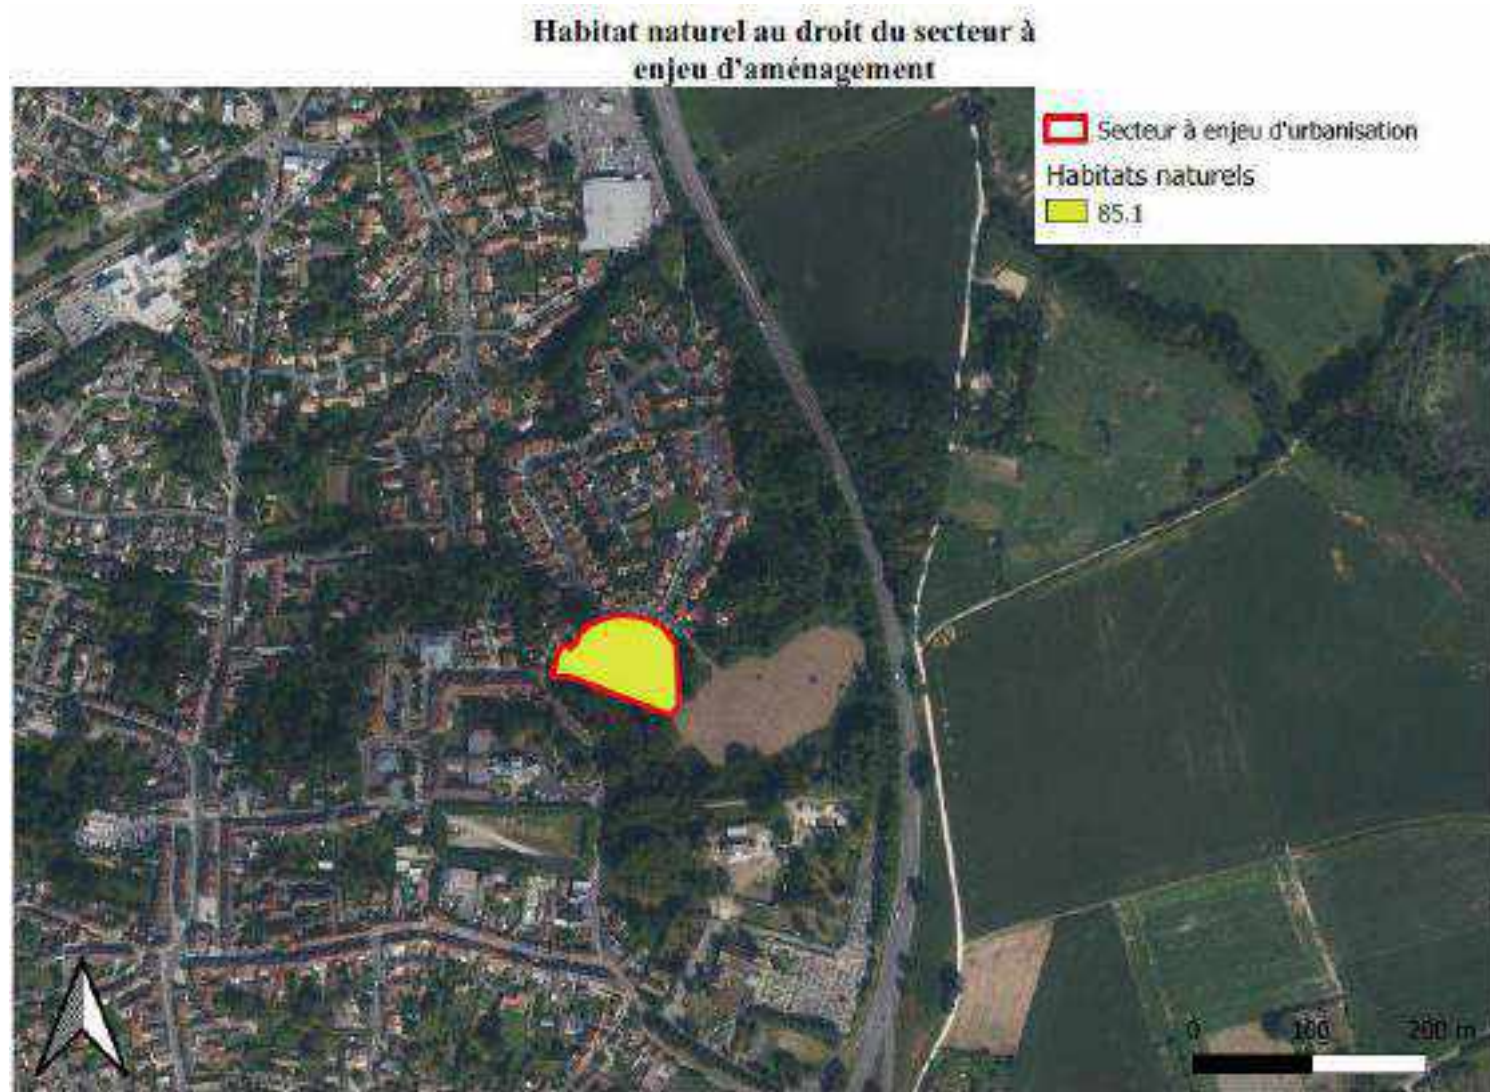 Habitat naturel au droit du secteur à
enjeu d'aménagement
Secteur à enjeu d'urbanisation
Habitats naturels
85.1
0 100 200 m